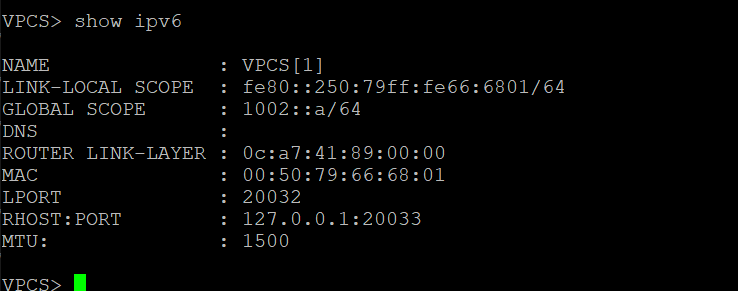 VPCS> show ipv6
NAME : VPCS[1]
LINK-LOCAL SCOPE : fe80::250:79ff:fe66:6801/64
GLOBAL SCOPE : 1002::a/64
DNS :
ROUTER LINK-LAYER : 0c:a7:41:89:00:00
MAC : 00:50:79:66:68:01
LPORT : 20032
RHOST:PORT : 127.0.0.1:20033
MTU: : 1500
VPCS>